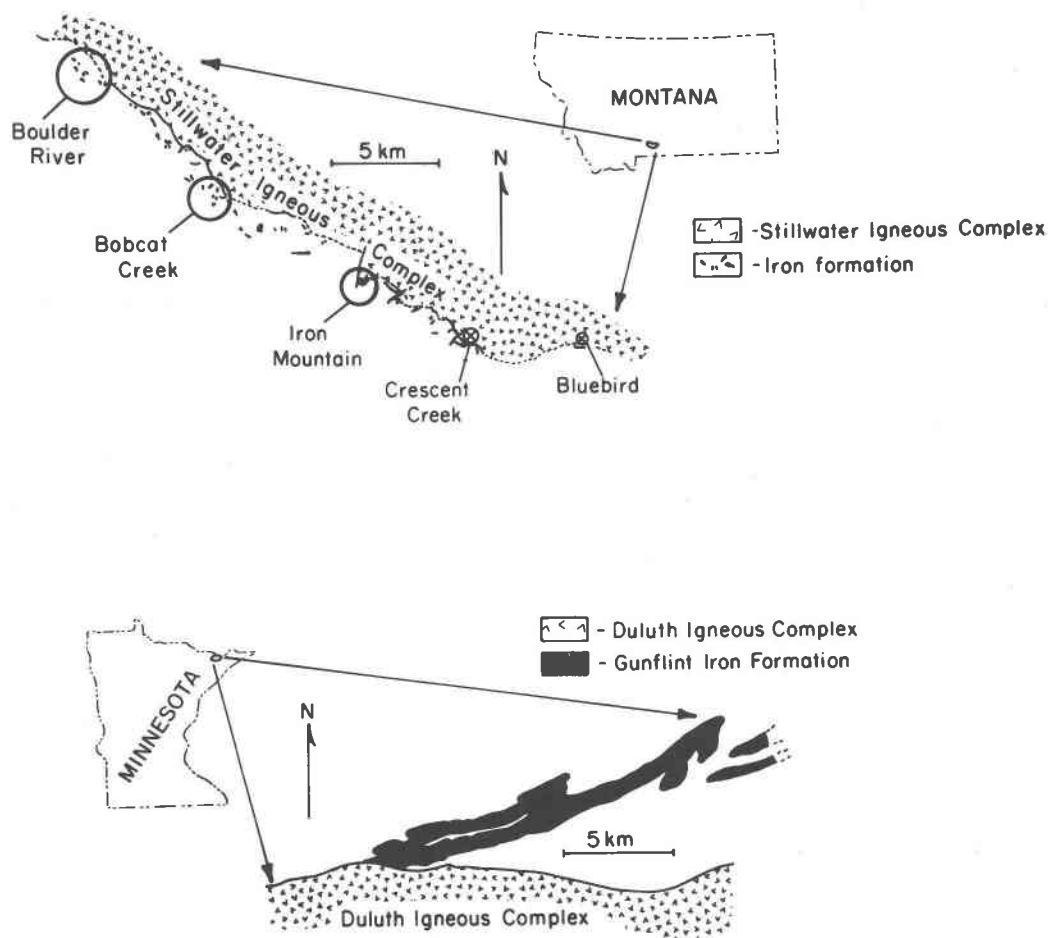 MONTANA
Boulder
River
Stillwater
Igneous
Complex
5 km
N
Bobcat
Creek
-Stillwater Igneous Complex
-Iron formation
Iron
Mountain
Crescent
Creek
Bluebird
- Duluth Igneous Complex
- Gunflint Iron Formation
MINNESOTA
N
5 km
Duluth Igneous Complex